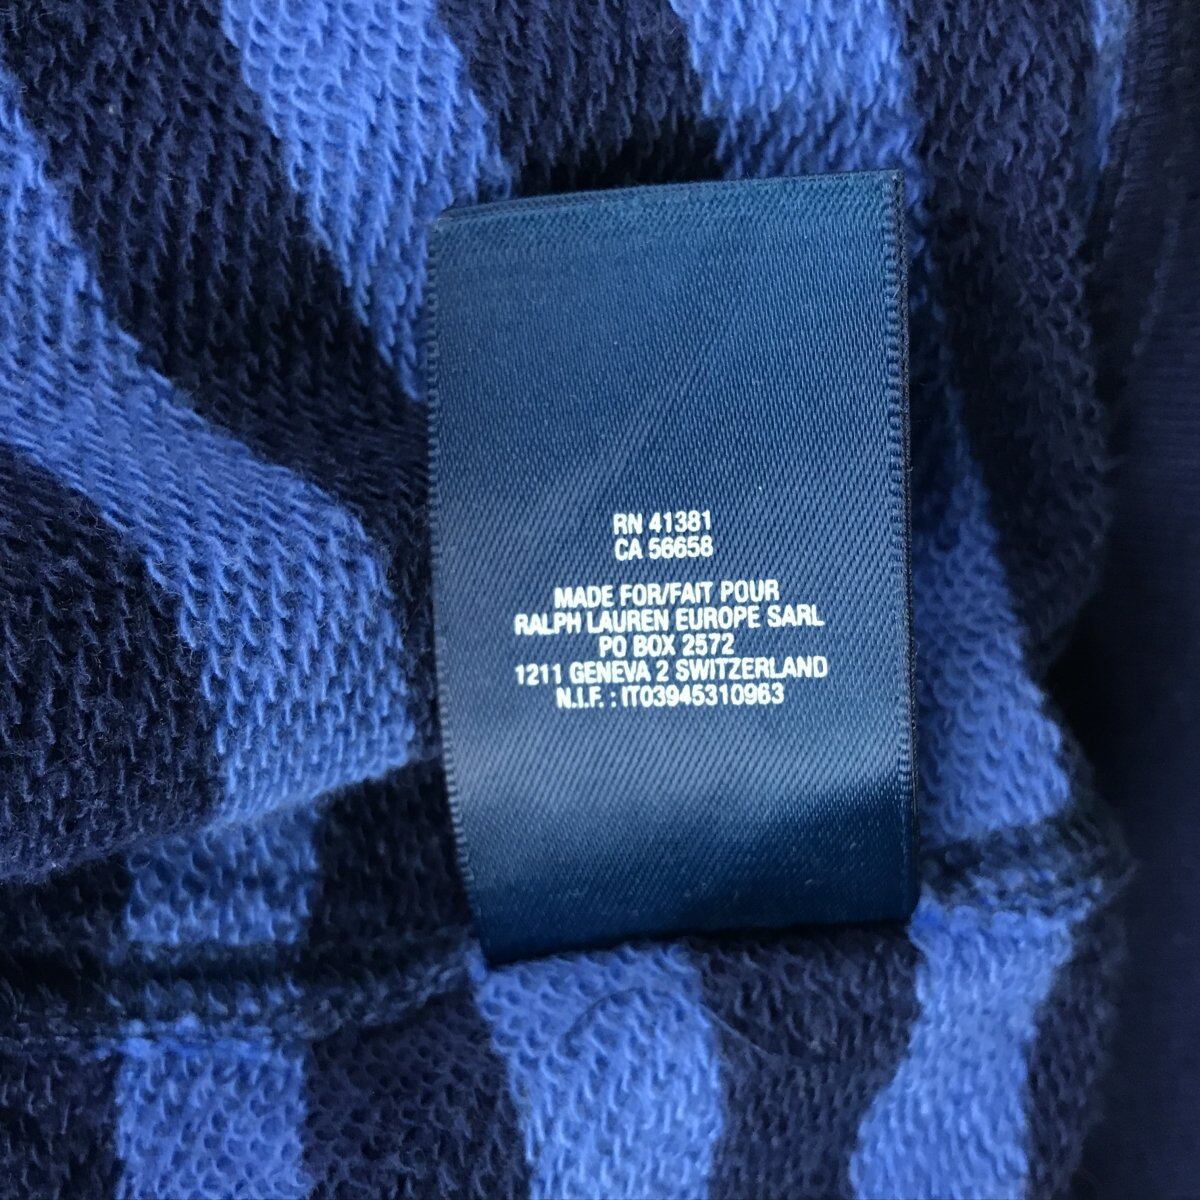 RN 41381
CA 56658
MADE FOR/FAIT POUR
RALPH LAUREN EUROPE SARL
PO BOX 2572
1211 GENEVA 2 SWITZERLAND
N.I.F. : IT03945310963